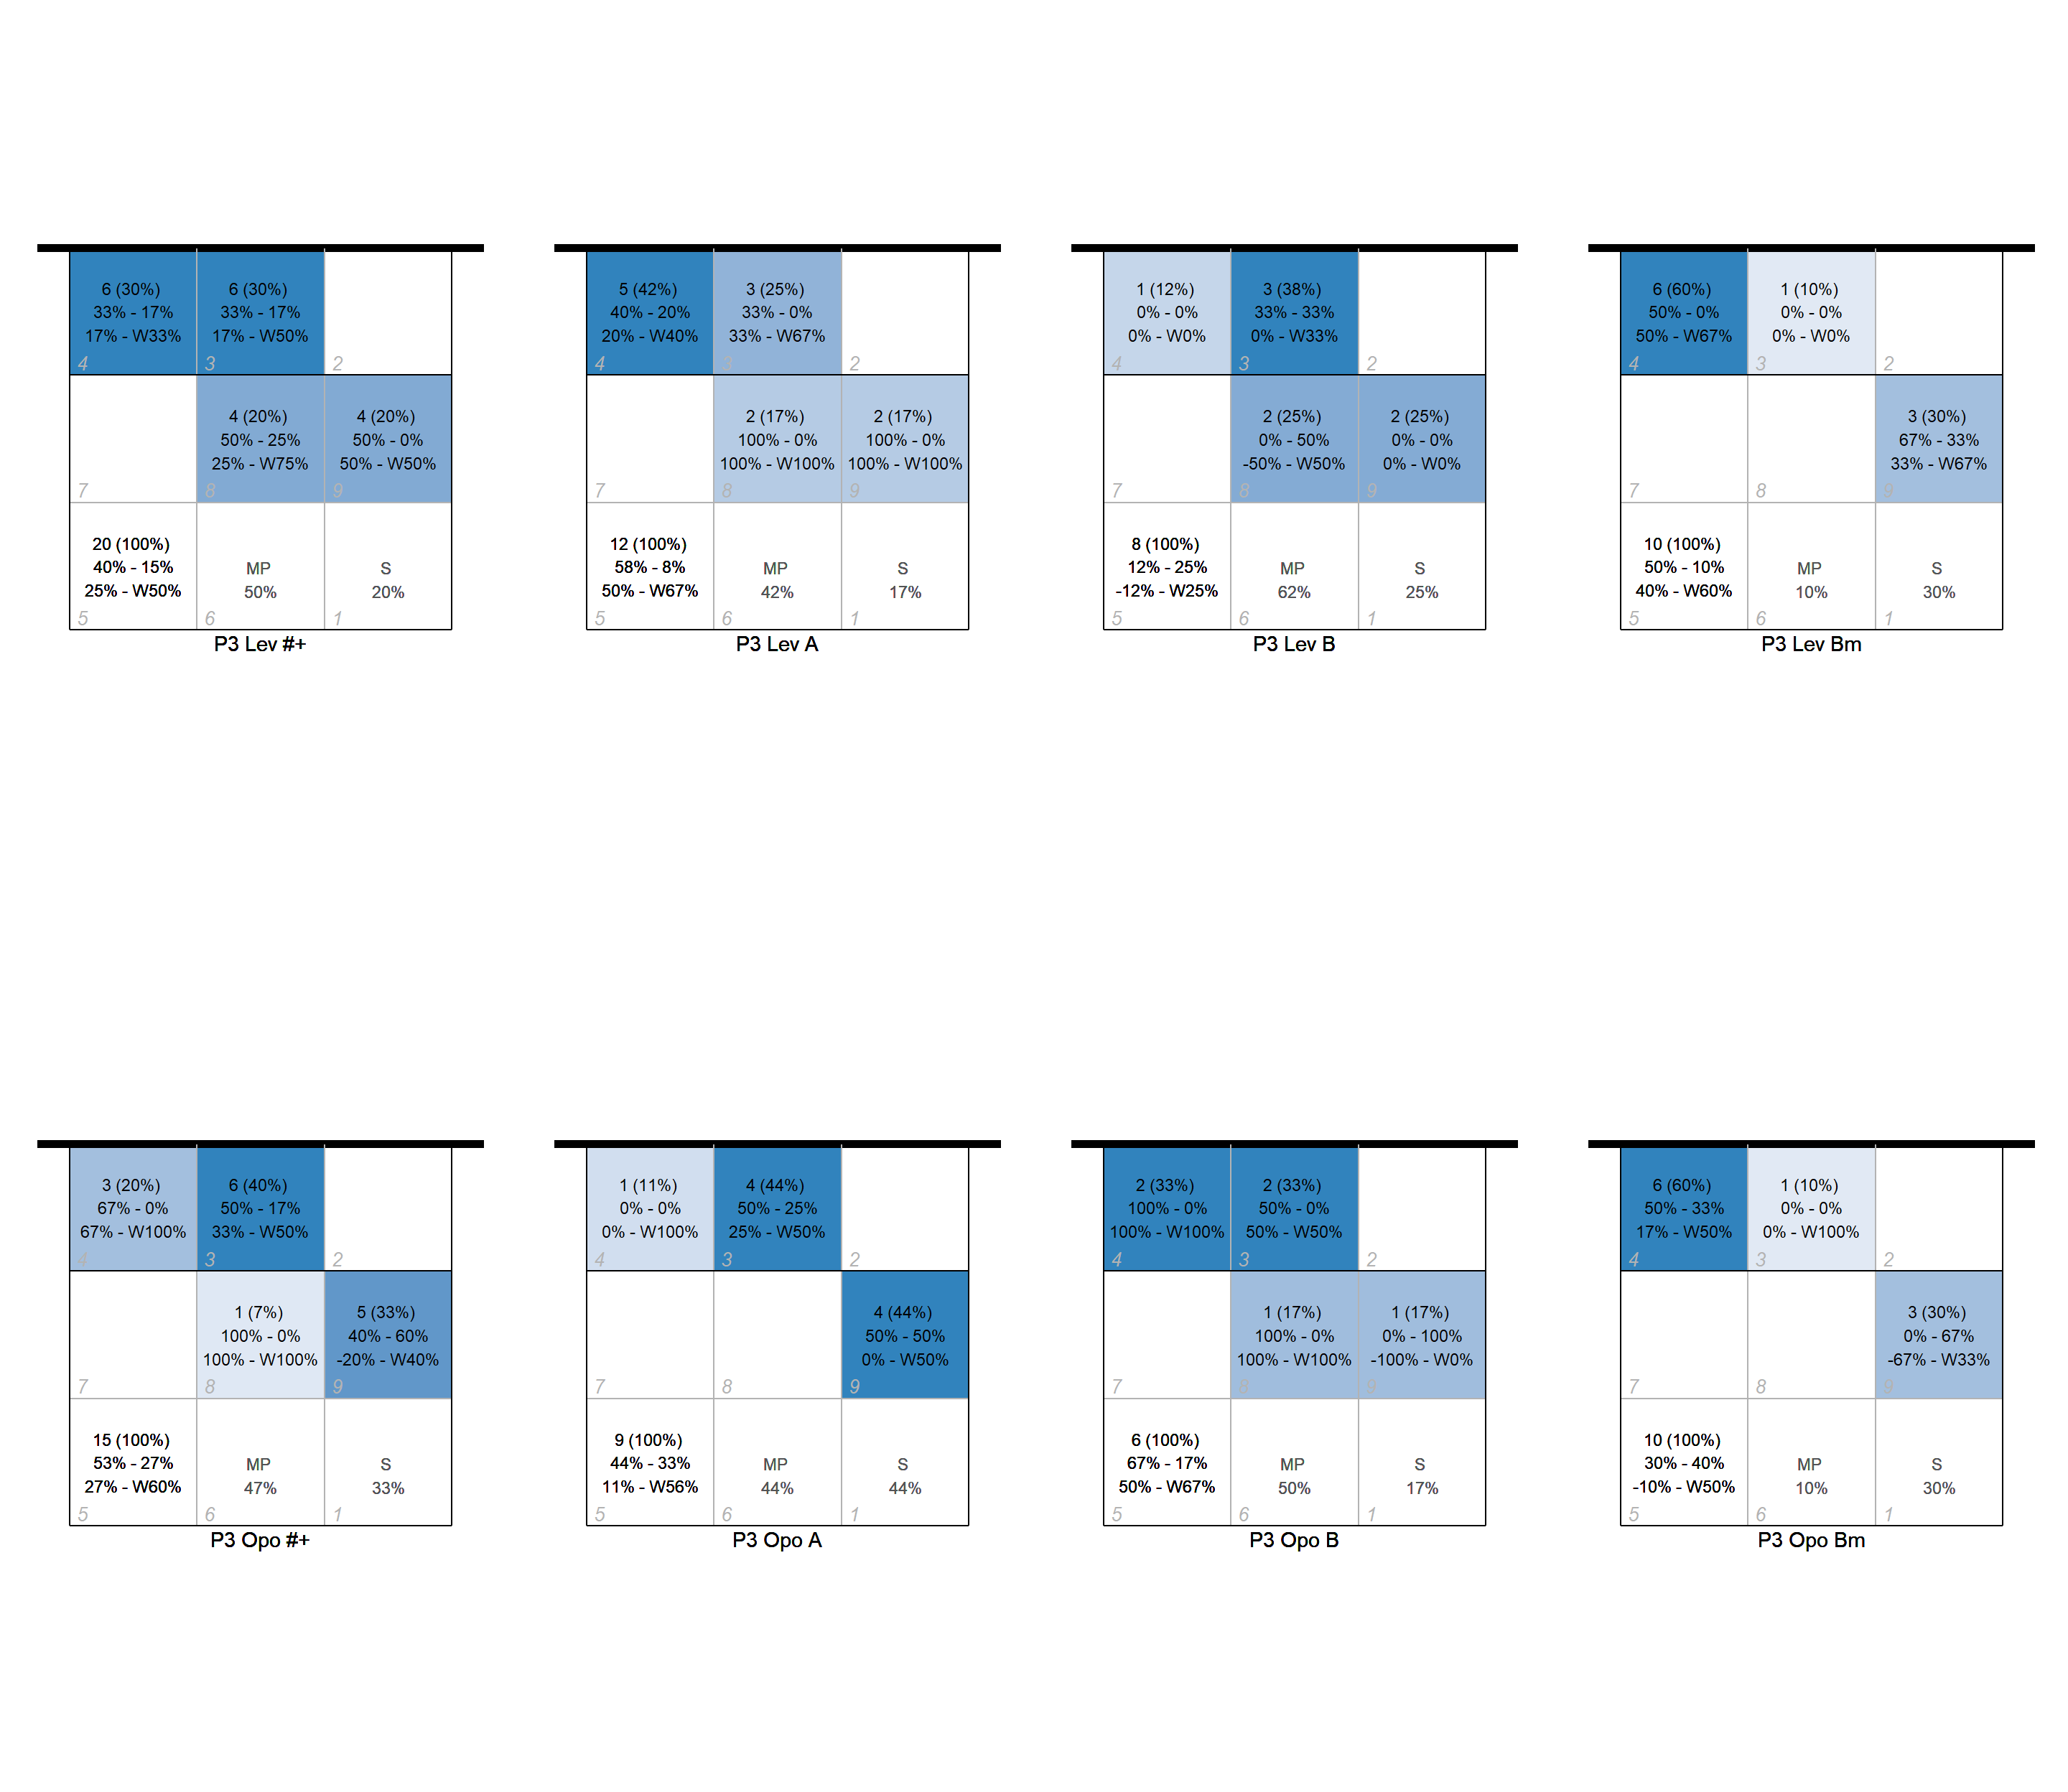 6 (30%)
33% - 17%
17% - W33%
4
6 (30%)
33% - 17%
17% - W50%
3
2
7
4 (20%)
50% - 25%
25% - W75%
8
4 (20%)
50% - 0%
50% - W50%
9
20 (100%)
40% - 15%
25% - W50%
5
MP
50%
6
S
20%
1
P3 Lev #+
5 (42%)
40% - 20%
20% - W40%
4
3 (25%)
33% - 0%
33% - W67%
3
2
7
2 (17%)
100% - 0%
100% - W100%
8
2 (17%)
100% - 0%
100% - W100%
9
12 (100%)
58% - 8%
50% - W67%
5
MP
42%
6
S
17%
1
P3 Lev A
1 (12%)
0% - 0%
0% - W0%
4
3 (38%)
33% - 33%
0% - W33%
3
2
7
2 (25%)
0% - 50%
-50% - W50%
8
2 (25%)
0% - 0%
0% - W0%
9
8 (100%)
12% - 25%
-12% - W25%
5
MP
62%
6
S
25%
1
P3 Lev B
6 (60%)
50% - 0%
50% - W67%
4
1 (10%)
0% - 0%
0% - W0%
3
2
7
8
3 (30%)
67% - 33%
33% - W67%
9
10 (100%)
50% - 10%
40% - W60%
5
MP
10%
6
S
30%
1
P3 Lev Bm
3 (20%)
67% - 0%
67% - W100%
4
6 (40%)
50% - 17%
33% - W50%
3
2
7
1 (7%)
100% - 0%
100% - W100%
8
5 (33%)
40% - 60%
-20% - W40%
9
15 (100%)
53% - 27%
27% - W60%
5
MP
47%
6
S
33%
1
P3 Opo #+
1 (11%)
0% - 0%
0% - W100%
4
4 (44%)
50% - 25%
25% - W50%
3
2
7
8
4 (44%)
50% - 50%
0% - W50%
9
9 (100%)
44% - 33%
11% - W56%
5
MP
44%
6
S
44%
1
P3 Opo A
2 (33%)
100% - 0%
100% - W100%
4
2 (33%)
50% - 0%
50% - W50%
3
2
7
1 (17%)
100% - 0%
100% - W100%
8
1 (17%)
0% - 100%
-100% - W0%
9
6 (100%)
67% - 17%
50% - W67%
5
MP
50%
6
S
17%
1
P3 Opo B
6 (60%)
50% - 33%
17% - W50%
4
1 (10%)
0% - 0%
0% - W100%
3
2
7
8
3 (30%)
0% - 67%
-67% - W33%
9
10 (100%)
30% - 40%
-10% - W50%
5
MP
10%
6
S
30%
1
P3 Opo Bm